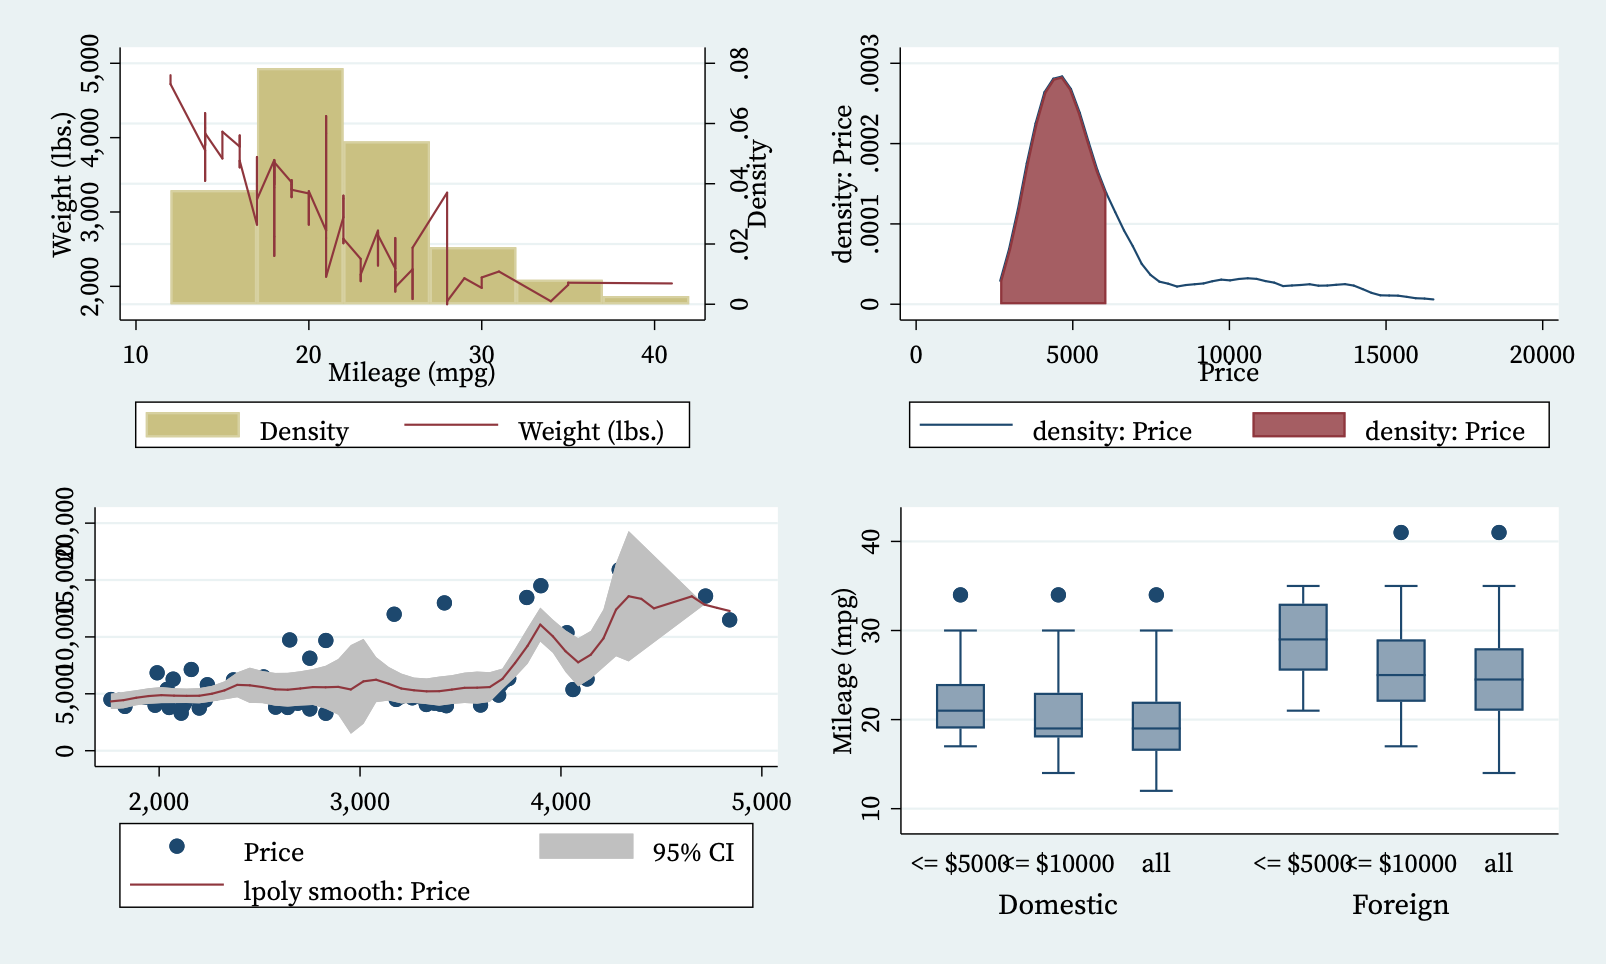 Weight (lbs.)
5,000
4,000
3,000
2,000
.08
.06
.04
.02
0
Density
10 20 30 40
Mileage (mpg)
Density Weight (lbs.)
density: Price
.0003
.0002
.0001
0
0 5000 10000 15000 20000
Price
density: Price density: Price
20,000
15,000
10,000
5,000
0
2,000 3,000 4,000 5,000
Price 95% CI
lpoly smooth: Price
Mileage (mpg)
40
30
20
10
<= $5000 <= $10000 all <= $5000 <= $10000 all
Domestic Foreign